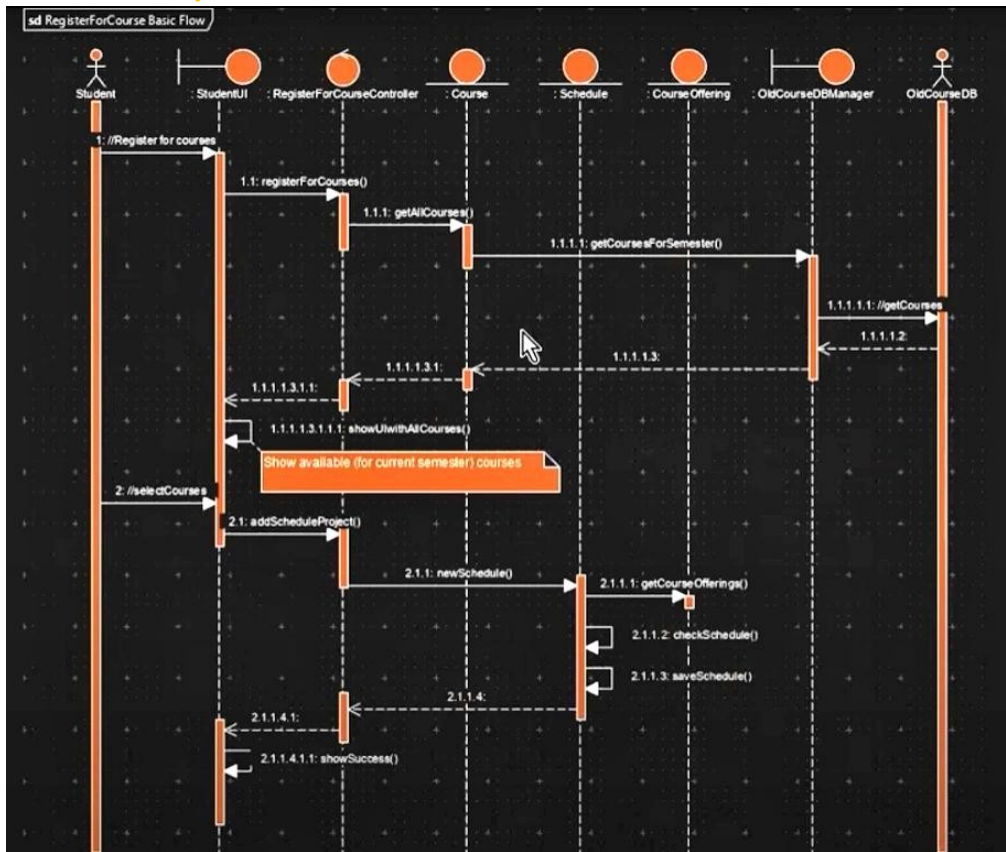 sd RegisterForCourse Basic Flow
Student
: StudentUI
: RegisterForCourseController
: Course
: Schedule
: CourseOffering
: OldCourseDBManager
OldCourseDB
1: //Register for courses
1.1: registerForCourses()
1.1.1: getAllCourses()
1.1.1.1: getCoursesForSemester()
1.1.1.1.1: //getCourses
1.1.1.1.2:
1.1.1.1.3:
1.1.1.1.3.1:
1.1.1.1.3.1.1:
1.1.1.1.3.1.1.1: showUIwithAllCourses()
Show available (for current semester) courses
2: //selectCourses
2.1: addScheduleProject()
2.1.1: newSchedule()
2.1.1.1: getCourseOfferings()
2.1.1.2: checkSchedule()
2.1.1.3: saveSchedule()
2.1.1.4:
2.1.1.4.1:
2.1.1.4.1.1: showSuccess()